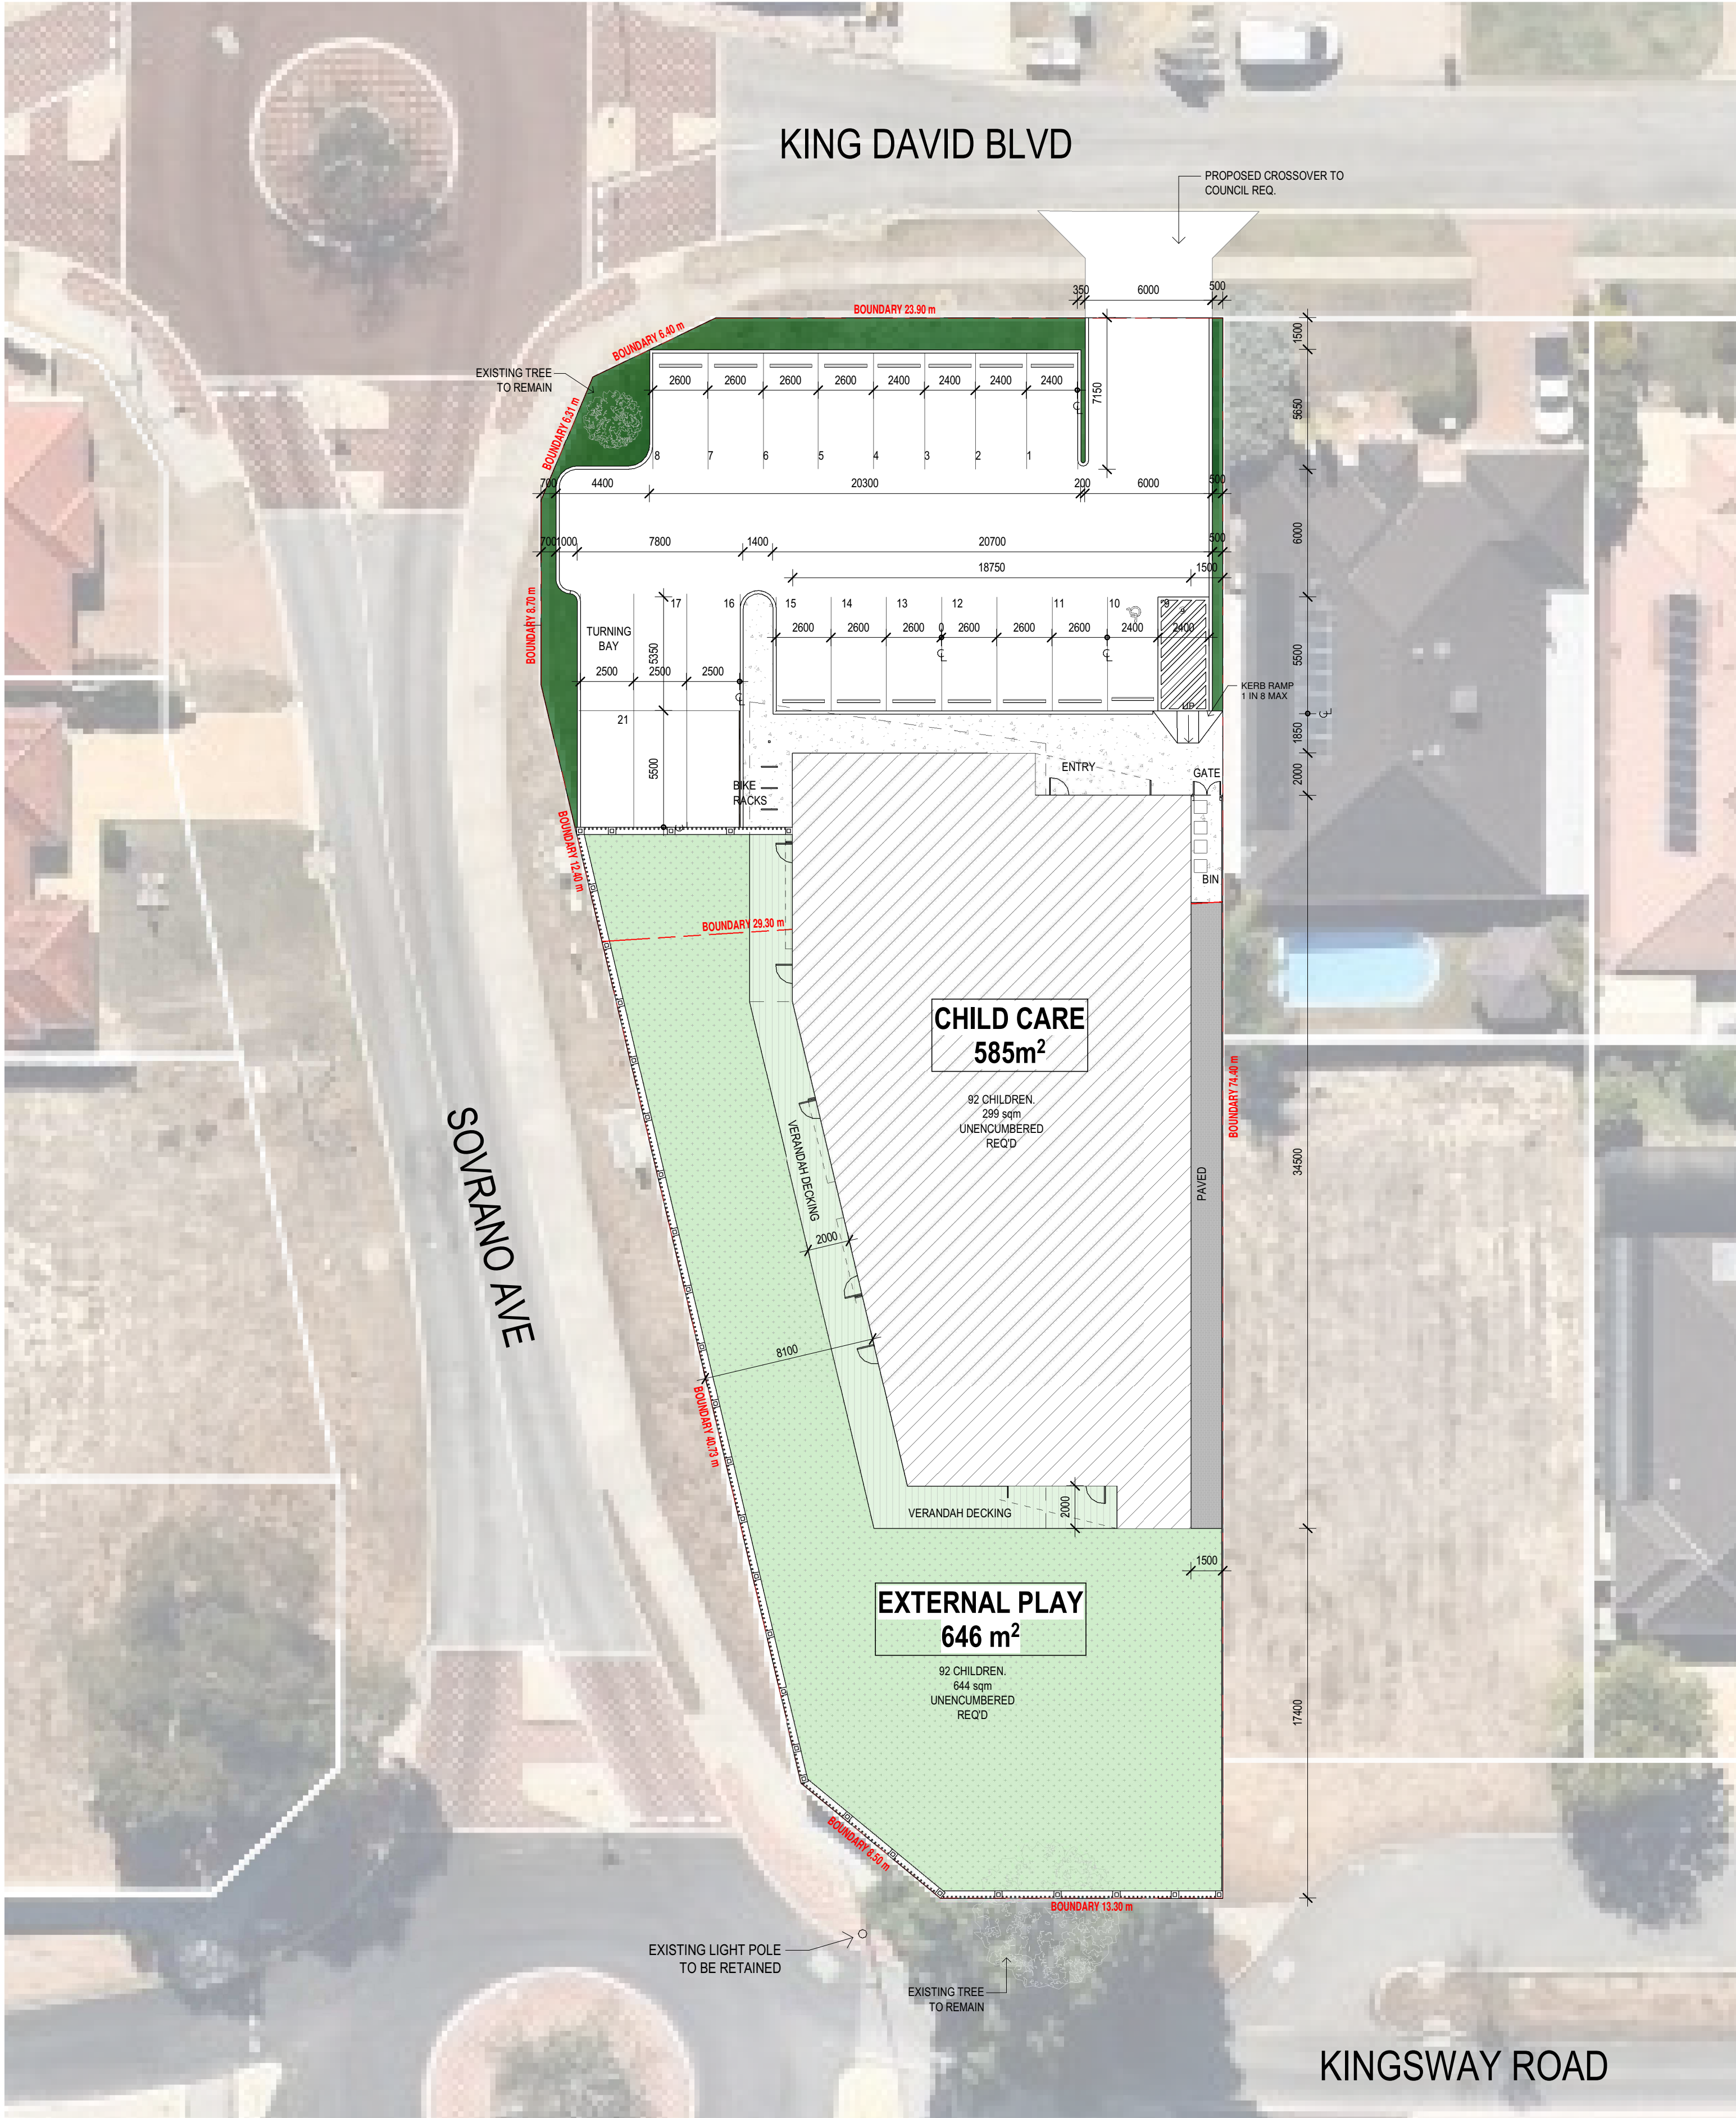 KING DAVID BLVD
PROPOSED CROSSOVER TO
COUNCIL REQ.
350
6000
500
BOUNDARY 23.90 m
BOUNDARY 6.40 m
1500
EXISTING TREE
TO REMAIN
2600
2600
2600
2600
2400
2400
2400
2400
7150
5650
BOUNDARY 6.31 m
8
7
6
5
4
3
2
1
700
4400
20300
200
6000
500
700
1000
7800
1400
20700
500
6000
18750
1500
BOUNDARY 8.70 m
17
16
15
14
13
12
11
10
9
TURNING
BAY
5350
2600
2600
2600
0
2600
2600
2600
2400
2400
5500
2500
2500
2500
KERB RAMP
1 IN 8 MAX
UP
21
1850
5500
ENTRY
GATE
2000
BIKE
RACKS
BOUNDARY 12.40 m
BIN
BOUNDARY 29.30 m
CHILD CARE
585m²
92 CHILDREN.
299 sqm
UNENCUMBERED
REQ'D
BOUNDARY 74.40 m
SOVRANO AVE
VERANDAH DECKING
PAVED
34500
2000
8100
BOUNDARY 40.73 m
VERANDAH DECKING
2000
1500
EXTERNAL PLAY
646 m²
92 CHILDREN.
644 sqm
UNENCUMBERED
REQ'D
17400
BOUNDARY 8.50 m
BOUNDARY 13.30 m
EXISTING LIGHT POLE
TO BE RETAINED
EXISTING TREE
TO REMAIN
KINGSWAY ROAD